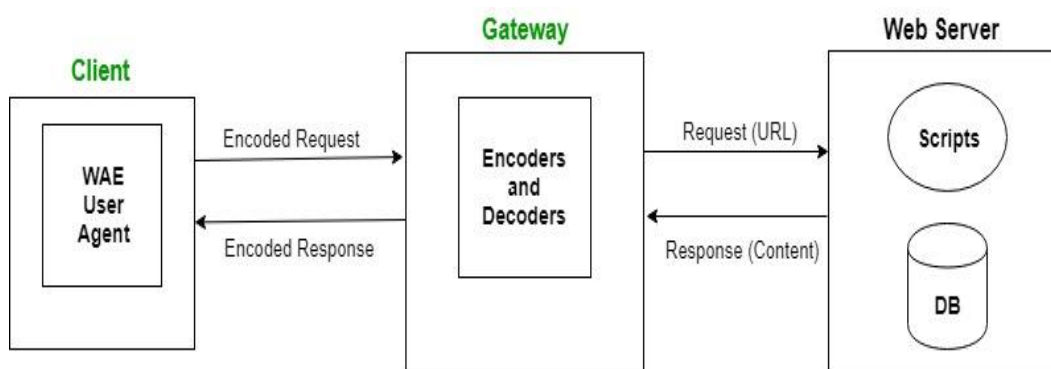 Client
WAE
User
Agent
Encoded Request
Encoded Response
Gateway
Encoders
and
Decoders
Request (URL)
Response (Content)
Web Server
Scripts
DB